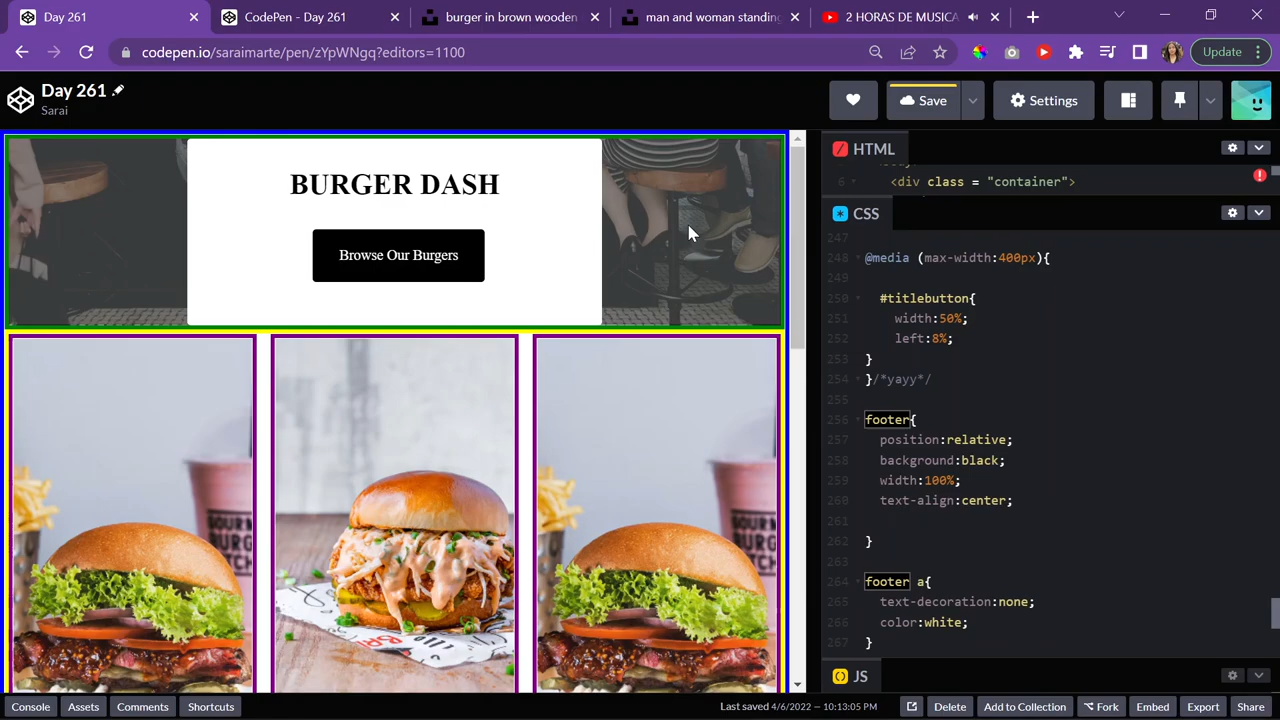 Day 261
CodePen - Day 261
burger in brown wooden
man and woman standing
2 HORAS DE MUSICA
codepen.io/saraimarte/pen/zYpWNgq?editors=1100
Update
Day 261
Sarai
Save
Settings
BURGER DASH
Browse Our Burgers
HTML
6 <div class = "container">
CSS
247
248 @media (max-width:400px){
250 #titlebutton{
251 width:50%;
252 left:8%;
253 }
254 }/*yayy*/
255
256 footer{
257 position:relative;
258 background:black;
259 width:100%;
260 text-align:center;
261
262 }
263
264 footer a{
265 text-decoration:none;
266 color:white;
267 }
JS
Console
Assets
Comments
Shortcuts
Last saved 4/6/2022 — 10:13:05 PM
Delete
Add to Collection
Fork
Embed
Export
Share